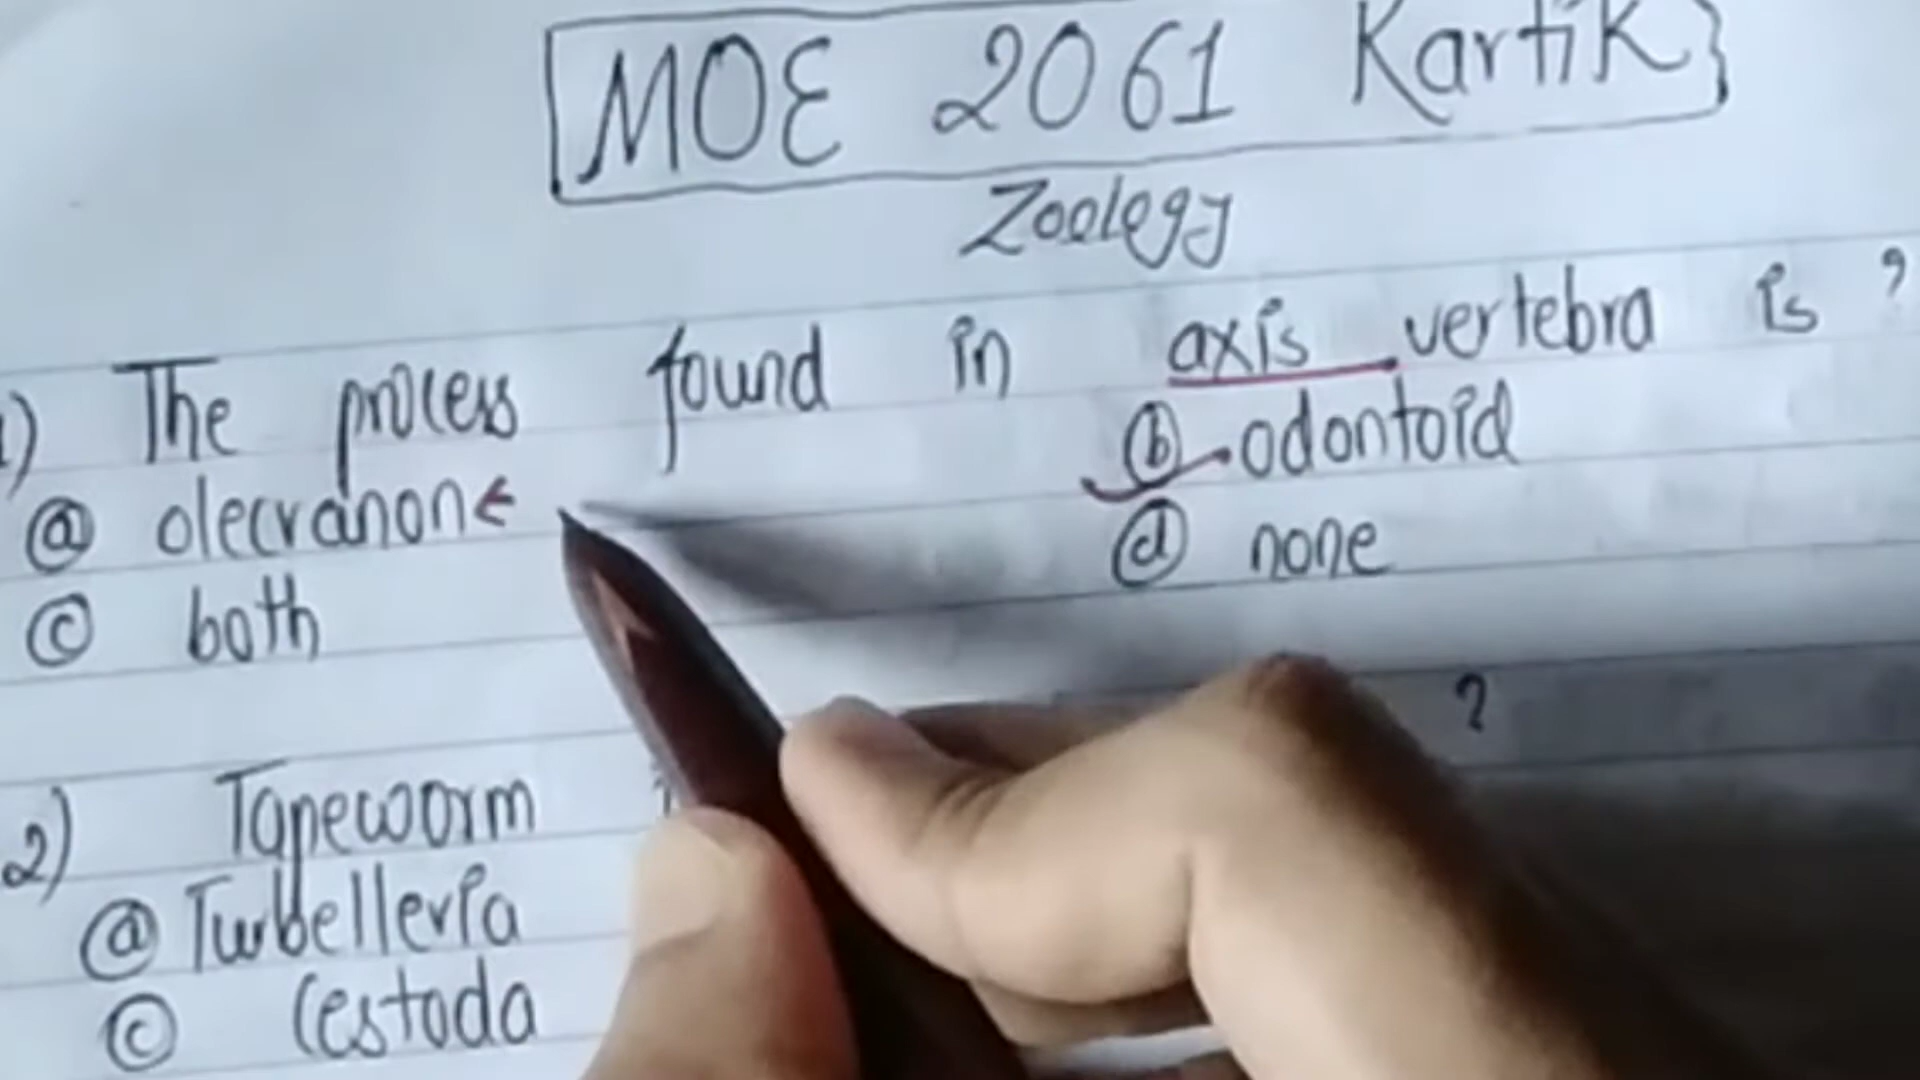 MOE 2061 Kartik
Zoology
1) The process found in axis vertebra is ?
ⓐ olecranon ⓑ odontoid
ⓒ both ⓓ none
2) Tapeworm ?
ⓐ Turbelleria
ⓒ Cestoda